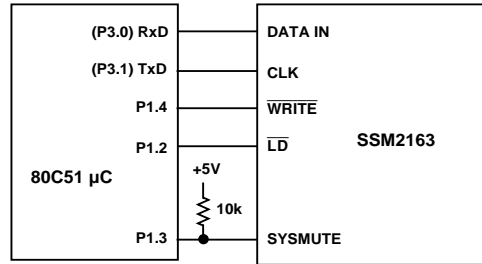 (P3.0) RxD
DATA IN
(P3.1) TxD
CLK
P1.4
WRITE
P1.2
LD
SSM2163
80C51 µC
+5V
10k
P1.3
SYSMUTE